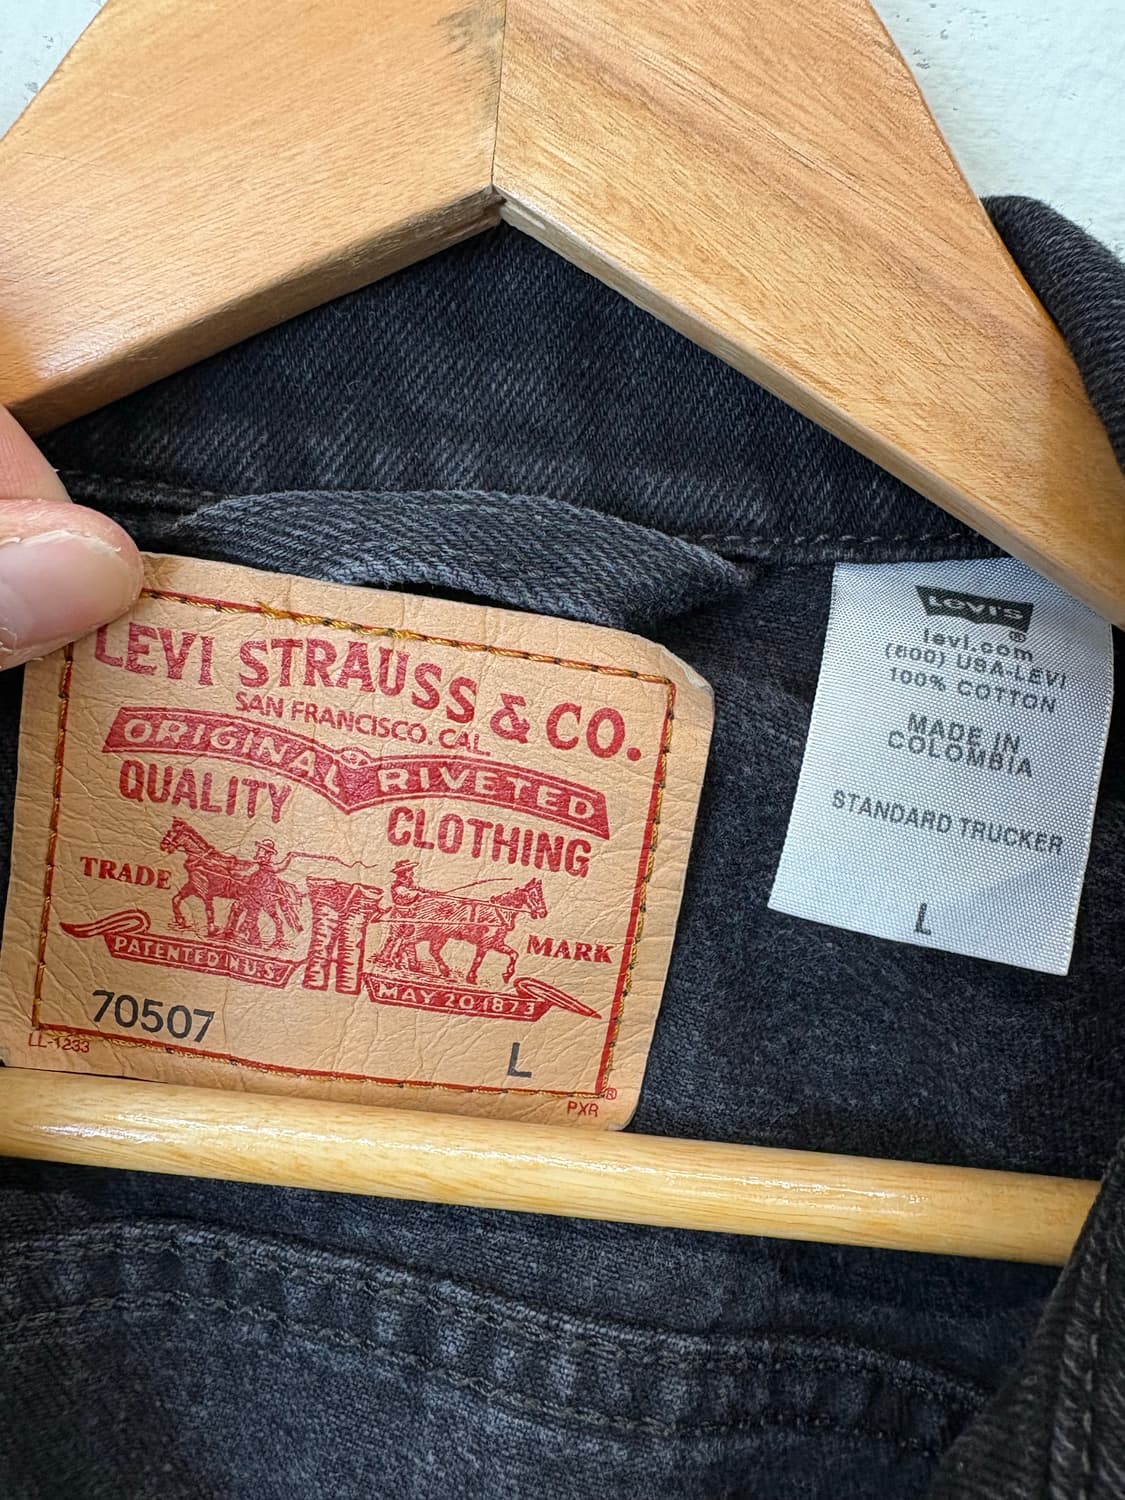 LEVI STRAUSS & CO.
SAN FRANCISCO. CAL.
ORIGINAL RIVETED
QUALITY CLOTHING
TRADE MARK
PATENTED IN U.S.
MAY 20 1873
70507
L
LL-1233
®
PXR
Levi's
®
levi.com
(800) USA-LEVI
100% COTTON
MADE IN
COLOMBIA
STANDARD TRUCKER
L